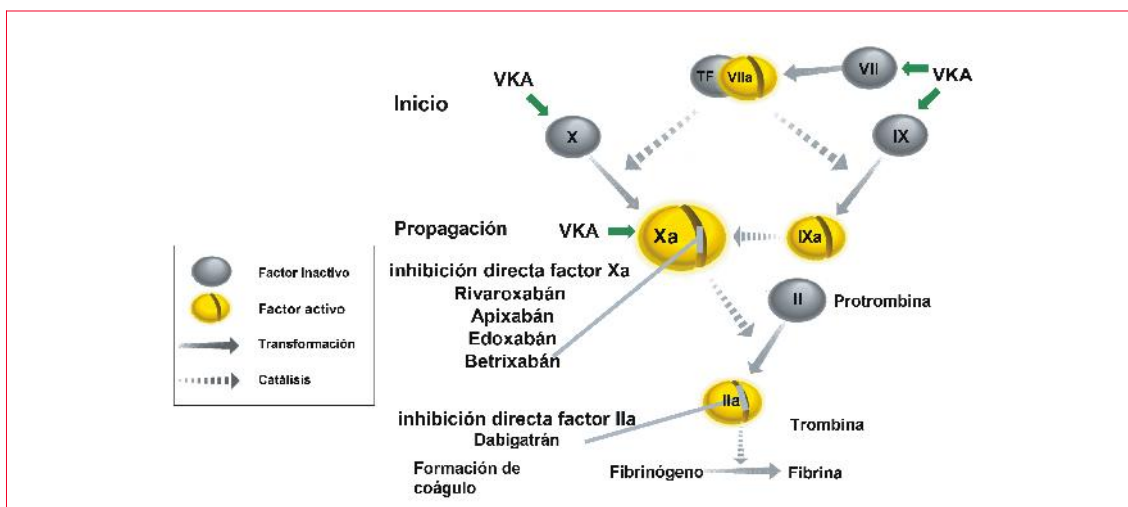 TF
VIIa
VII
VKA
VKA
Inicio
X
IX
Propagación
VKA
Xa
IXa
inhibición directa factor Xa
Rivaroxabán
Apixabán
Edoxabán
Betrixabán
II
Protrombina
Factor Inactivo
Factor activo
Transformación
Catálisis
IIa
inhibición directa factor IIa
Dabigatrán
Trombina
Formación de
coágulo
Fibrinógeno
Fibrina